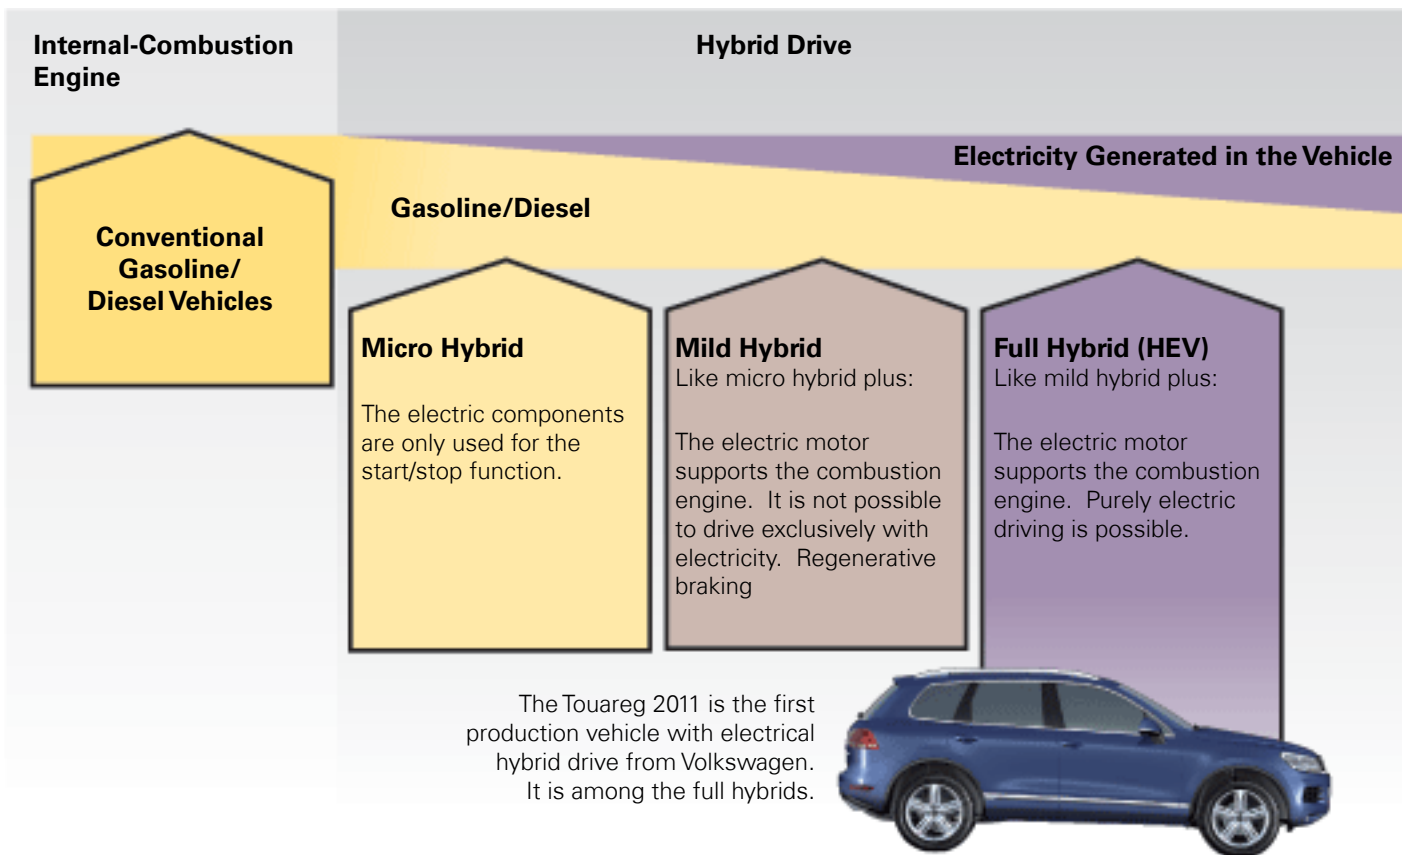 Internal-Combustion
Engine
Hybrid Drive
Electricity Generated in the Vehicle
Gasoline/Diesel
Conventional
Gasoline/
Diesel Vehicles
Micro Hybrid
The electric components
are only used for the
start/stop function.
Mild Hybrid
Like micro hybrid plus:
The electric motor
supports the combustion
engine.  It is not possible
to drive exclusively with
electricity.  Regenerative
braking
Full Hybrid (HEV)
Like mild hybrid plus:
The electric motor
supports the combustion
engine.  Purely electric
driving is possible.
The Touareg 2011 is the first
production vehicle with electrical
hybrid drive from Volkswagen.
It is among the full hybrids.